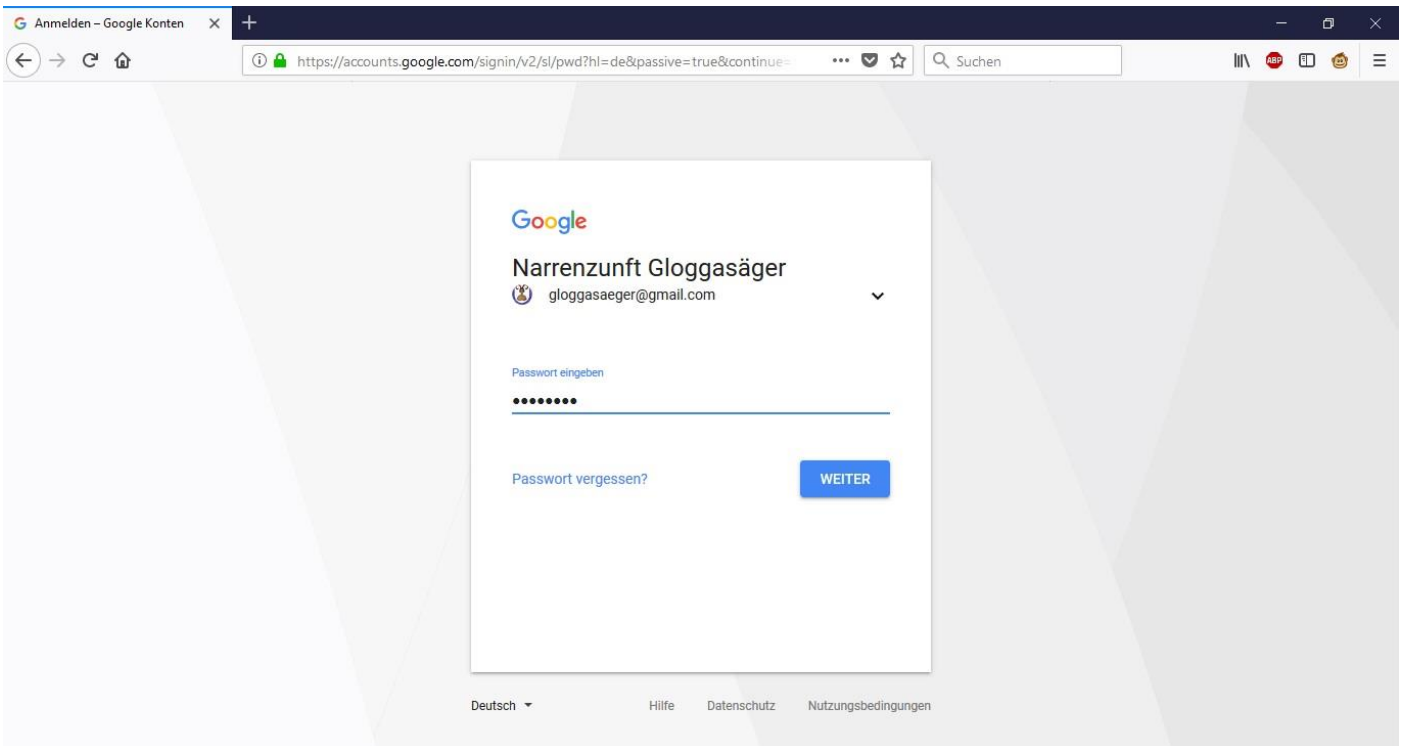 Anmelden – Google Konten
https://accounts.google.com/signin/v2/sl/pwd?hl=de&passive=true&continue=
Suchen
ABP
Google
Narrenzunft Gloggasäger
gloggasaeger@gmail.com
Passwort eingeben
••••••••
Passwort vergessen?
WEITER
Deutsch
Hilfe
Datenschutz
Nutzungsbedingungen